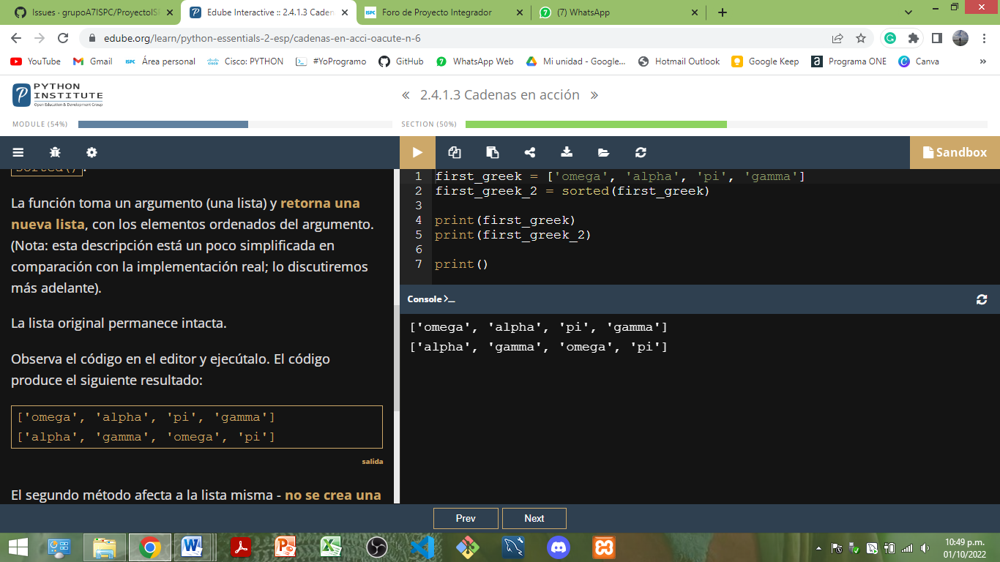 Issues · grupoA7ISPC/ProyectoISP
Edube Interactive :: 2.4.1.3 Caden
Foro de Proyecto Integrador
(7) WhatsApp
edube.org/learn/python-essentials-2-esp/cadenas-en-acci-oacute-n-6
YouTube Gmail ISPC Área personal Cisco: PYTHON #YoProgramo GitHub WhatsApp Web Mi unidad - Google... Hotmail Outlook Google Keep Programa ONE Canva »
PYTHON
INSTITUTE
Open Education & Development Group
« 2.4.1.3 Cadenas en acción »
MODULE (54%)
SECTION (50%)
Sandbox
sorted().
La función toma un argumento (una lista) y retorna una
nueva lista, con los elementos ordenados del argumento.
(Nota: esta descripción está un poco simplificada en
comparación con la implementación real; lo discutiremos
más adelante).
La lista original permanece intacta.
Observa el código en el editor y ejecútalo. El código
produce el siguiente resultado:
['omega', 'alpha', 'pi', 'gamma']
['alpha', 'gamma', 'omega', 'pi']
salida
El segundo método afecta a la lista misma - no se crea una
1 first_greek = ['omega', 'alpha', 'pi', 'gamma']
2 first_greek_2 = sorted(first_greek)
3
4 print(first_greek)
5 print(first_greek_2)
6
7 print()
Console >_
['omega', 'alpha', 'pi', 'gamma']
['alpha', 'gamma', 'omega', 'pi']
Prev
Next
10:49 p.m.
01/10/2022